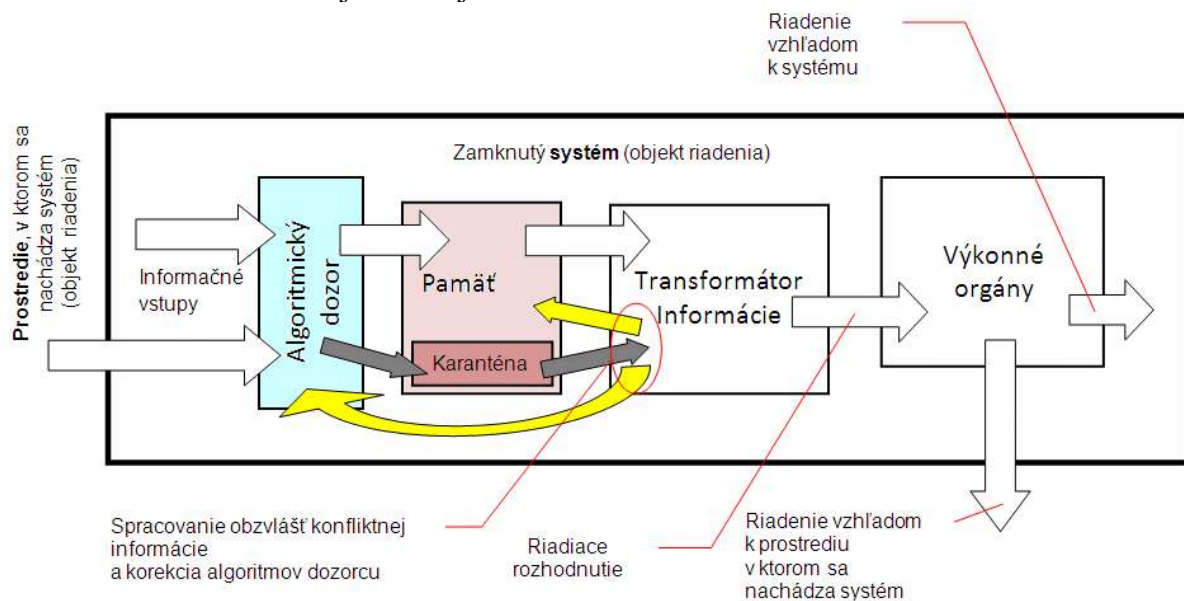 Riadenie
vzhľadom
k systému
Prostredie, v ktorom sa
nachádza systém
(objekt riadenia)
Zamknutý systém (objekt riadenia)
Informačné
vstupy
Algoritmický
dozor
Pamäť
Karanténa
Transformátor
Informácie
Výkonné
orgány
Spracovanie obzvlášť konfliktnej
informácie
a korekcia algoritmov dozorcu
Riadiace
rozhodnutie
Riadenie vzhľadom
k prostrediu
v ktorom sa
nachádza systém